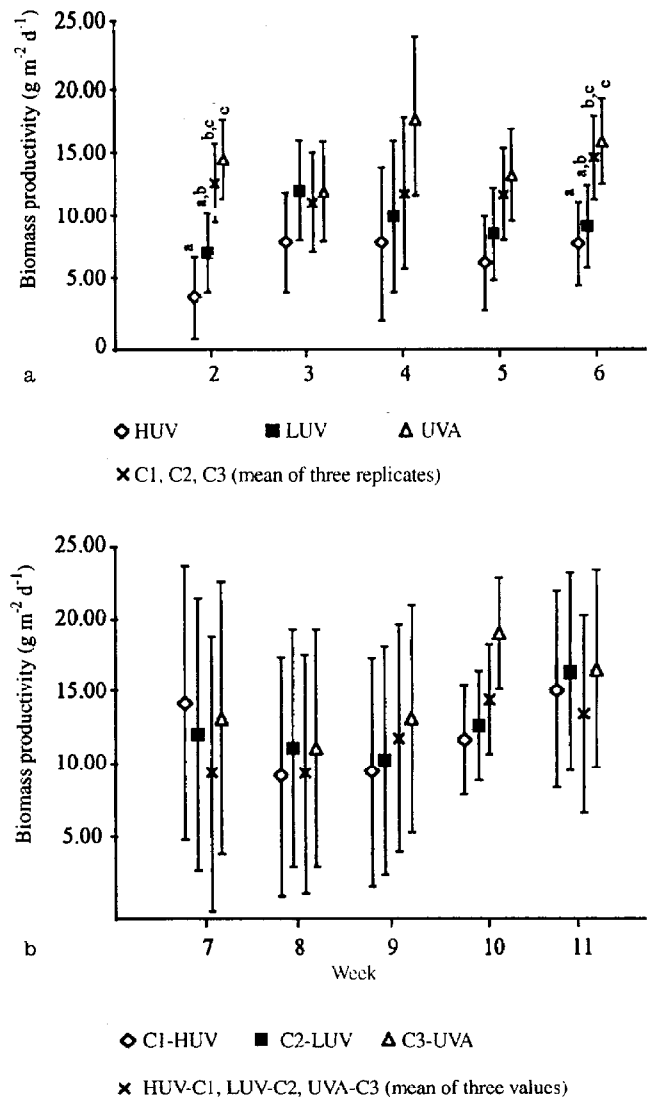 25.00
20.00
15.00
10.00
5.00
0
Biomass productivity (g m⁻² d⁻¹)
a
a,b
b,c
c
a
a,b
b,c
c
2 3 4 5 6
a
◇ HUV ■ LUV △ UVA
× C1, C2, C3 (mean of three replicates)
25.00
20.00
15.00
10.00
5.00
Biomass productivity (g m⁻² d⁻¹)
7 8 9 10 11
b
Week
◇ C1-HUV ■ C2-LUV △ C3-UVA
× HUV-C1, LUV-C2, UVA-C3 (mean of three values)